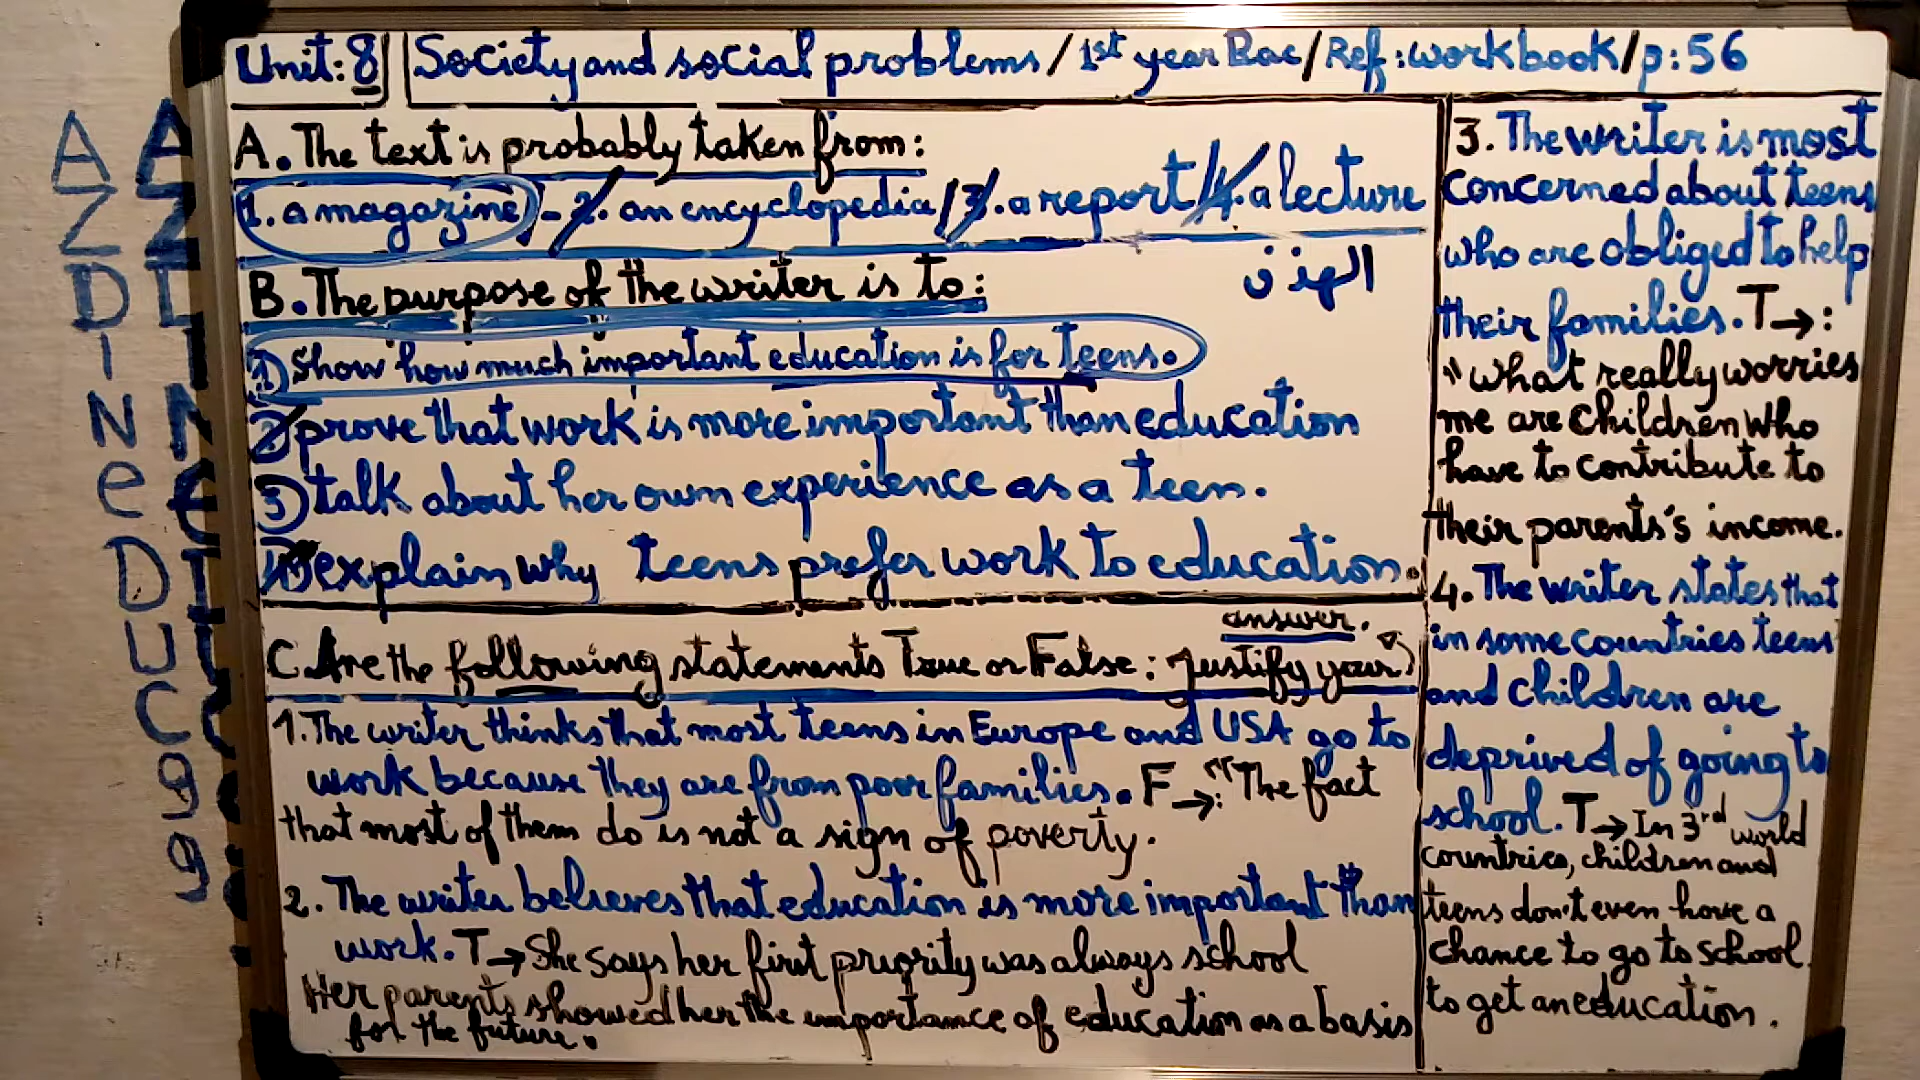 Unit: 8
Society and social problems / 1st year Bac / Ref: workbook / p: 56
A. The text is probably taken from:
1. a magazine - 2. an encyclopedia / 3. a report / 4. a lecture
الهدف
B. The purpose of the writer is to:
1) Show how much important education is for teens.
2) prove that work is more important than education
3) talk about her own experience as a teen.
4) explain why teens prefer work to education.
C. Are the following statements True or False: justify your
answer.
1. The writer thinks that most teens in Europe and USA go to
work because they are from poor families. F →: "The fact
that most of them do is not a sign of poverty.
2. The writer believes that education is more important than
work. T → She says her first priority was always school
Her parents showed her the importance of education as a basis
for the future.
3. The writer is most
concerned about teens
who are obliged to help
their families. T →:
"what really worries
me are children who
have to contribute to
their parents's income.
4. The writer states that
in some countries teens
and children are
deprived of going to
school. T → In 3rd world
countries, children and
teens don't even have a
chance to go to school
to get an education.
AZDINeDUC99